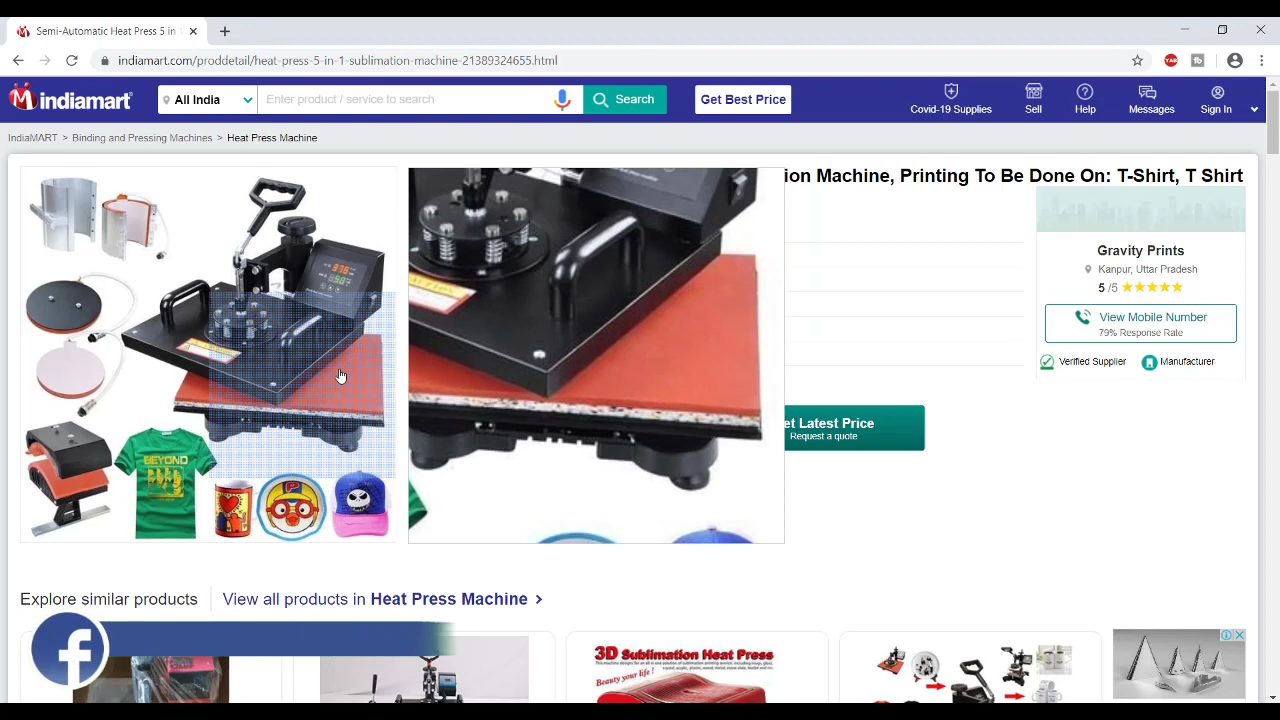 Semi-Automatic Heat Press 5 in
indiamart.com/proddetail/heat-press-5-in-1-sublimation-machine-21389324655.html
indiamart
All India
Enter product / service to search
Search
Get Best Price
Covid-19 Supplies
Sell
Help
Messages
Sign In
IndiaMART > Binding and Pressing Machines > Heat Press Machine
ion Machine, Printing To Be Done On: T-Shirt, T Shirt
Gravity Prints
Kanpur, Uttar Pradesh
5 /5
View Mobile Number
79% Response Rate
Verified Supplier
Manufacturer
et Latest Price
Request a quote
BEYOND
Explore similar products
View all products in Heat Press Machine >
3D Sublimation Heat Press
Beauty your life !